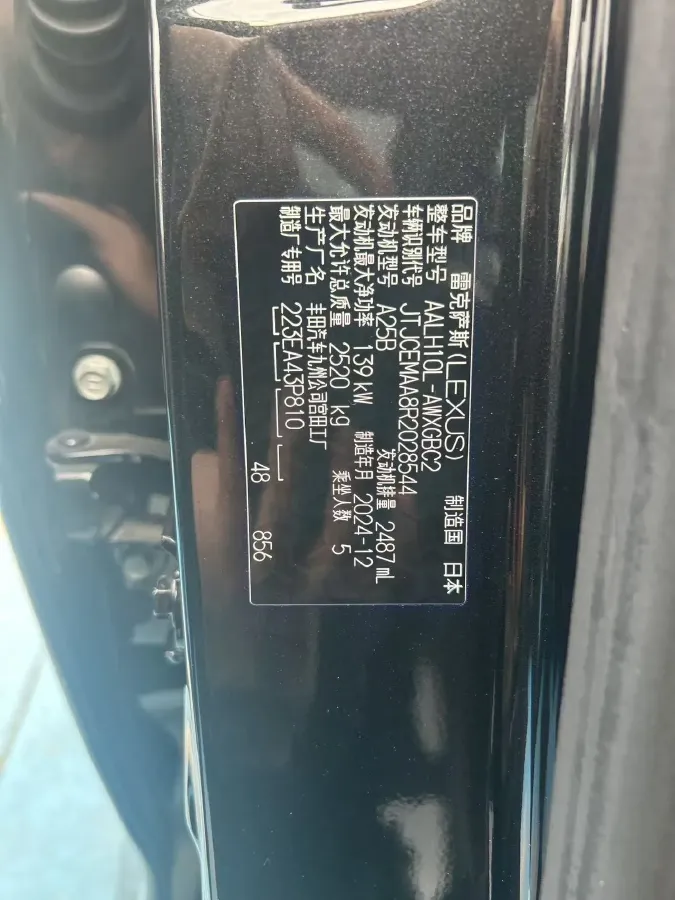 品牌 雷克萨斯(LEXUS) 制造国 日本
整车型号 AALH10L-AWXGBC2
车辆识别代号 JTJCEMAA8R2028544
发动机型号 A25B 发动机排量 2487 mL
发动机最大净功率 139 kW 制造年月 2024-12
最大允许总质量 2520 kg 乘坐人数 5
生产厂名 丰田汽车九州公司宫田工厂
制造厂专用号 223EA43P810 48 856